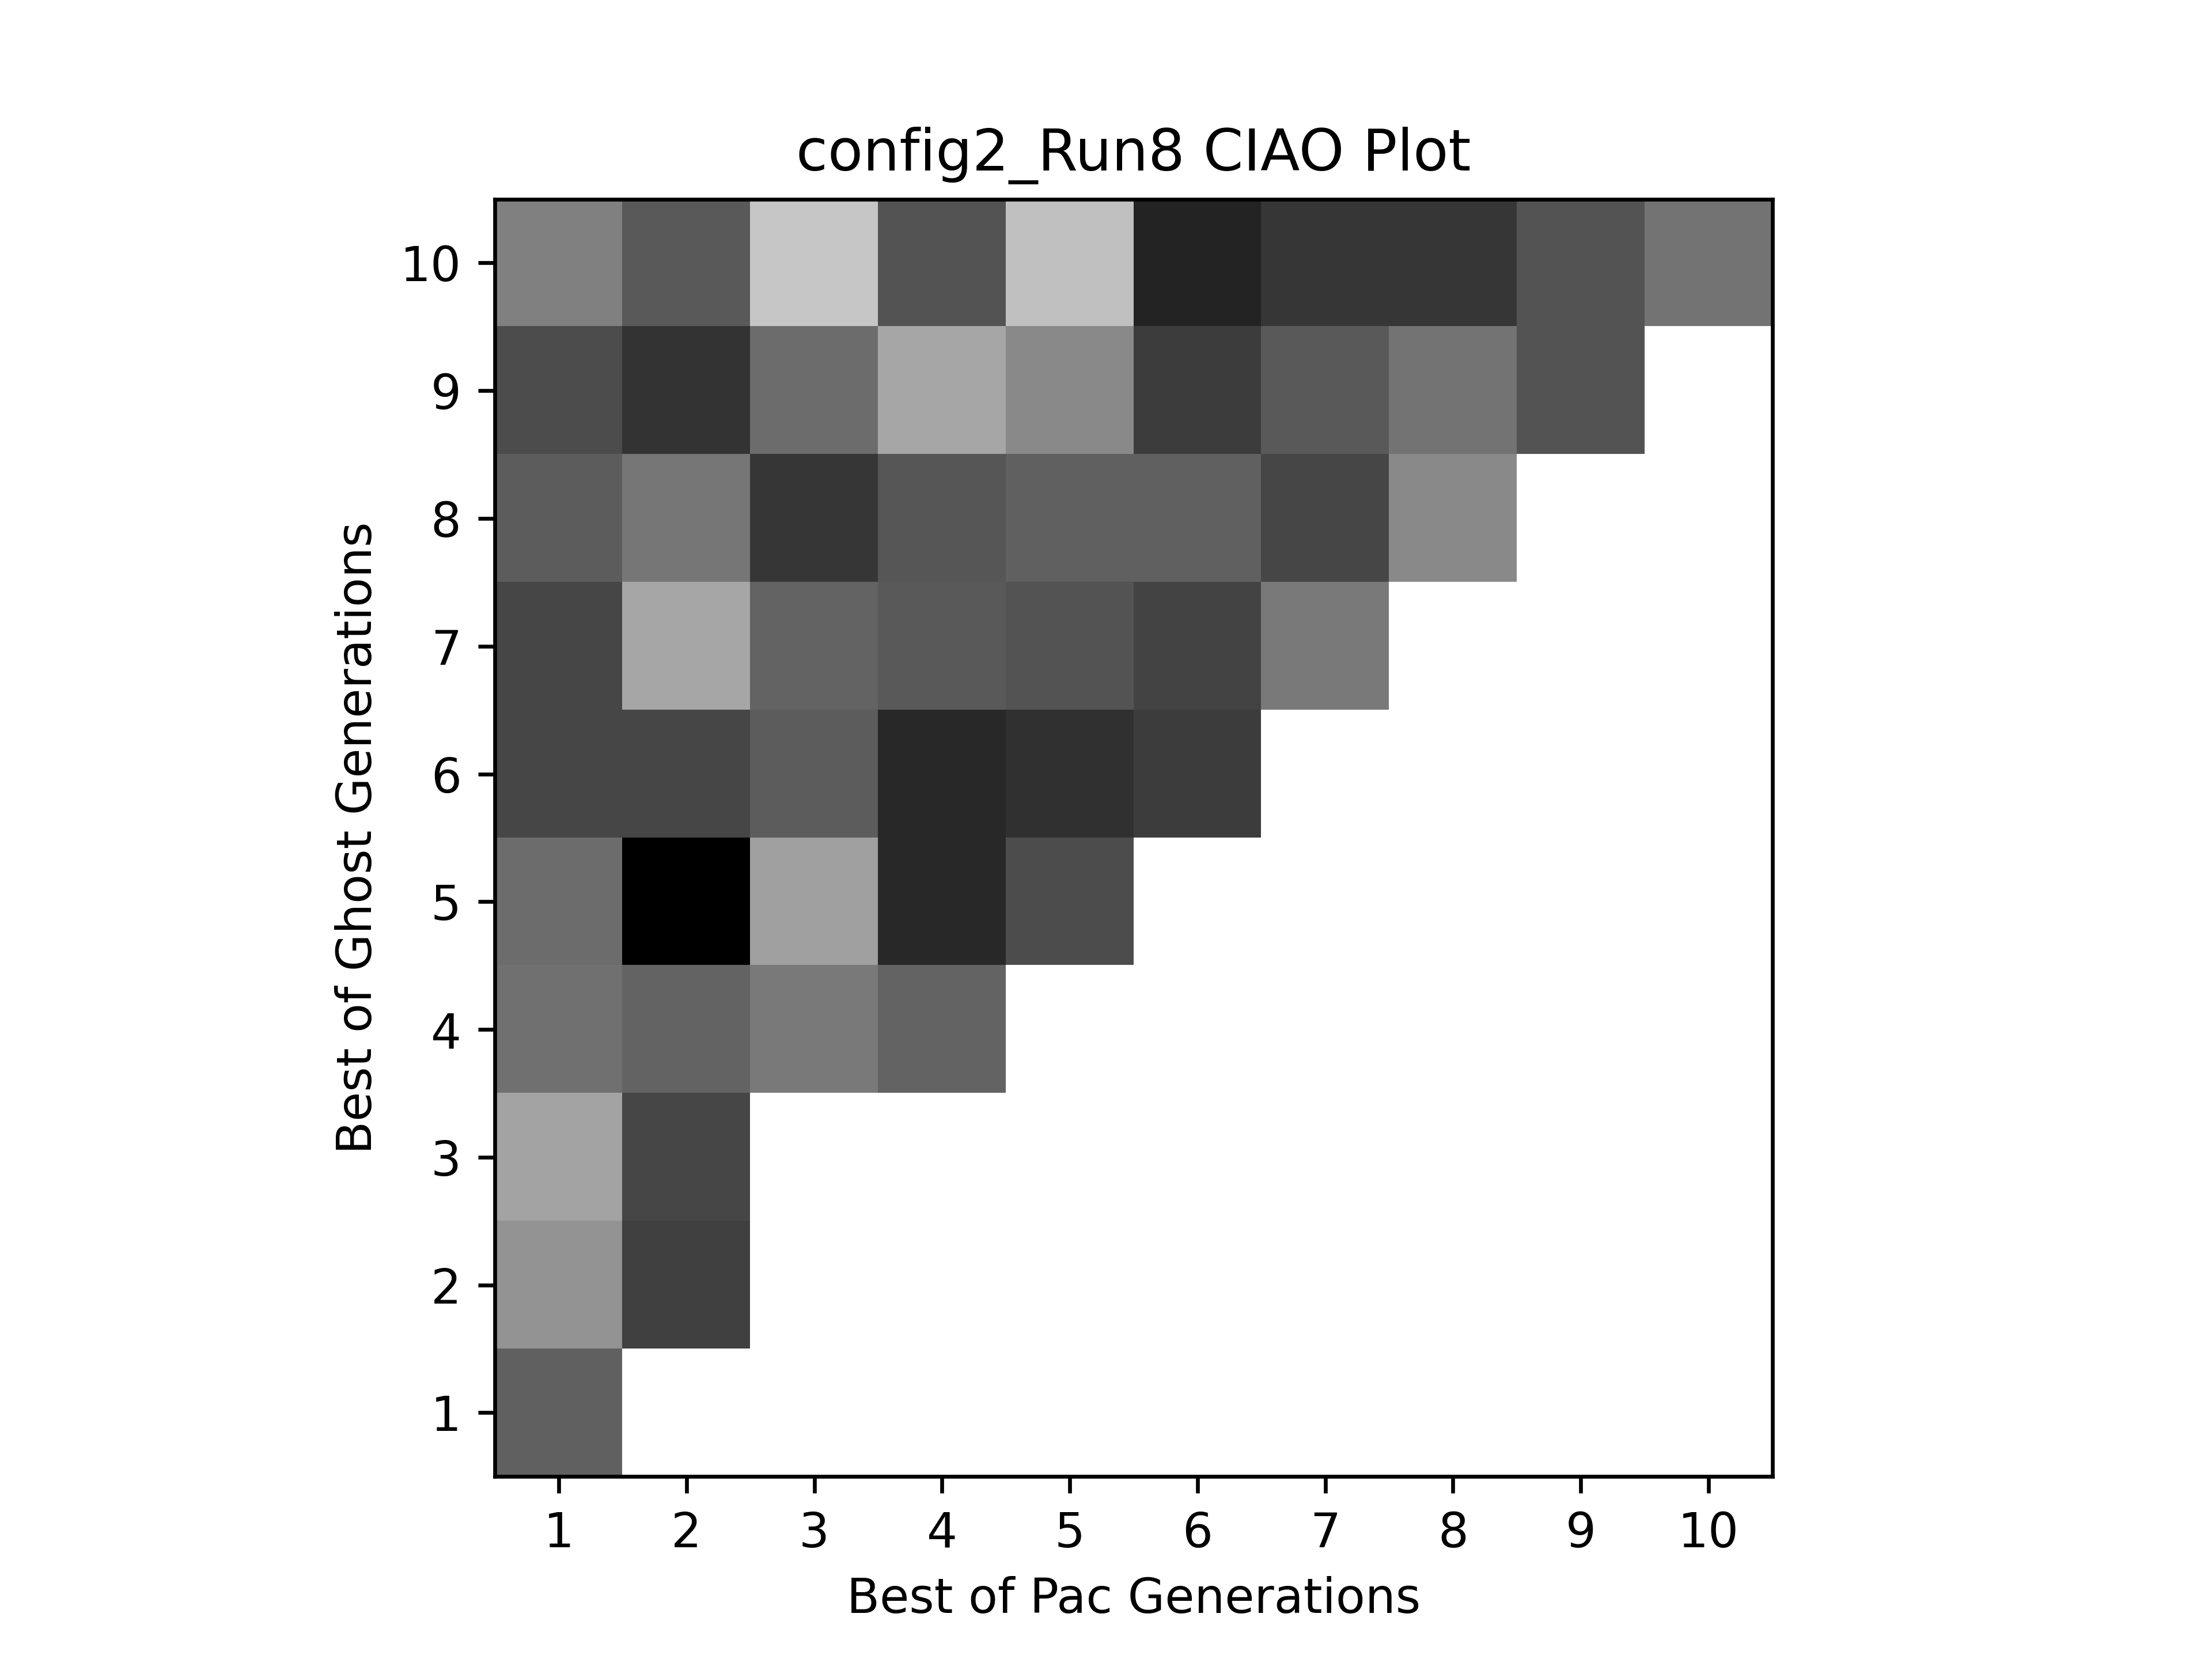 config2_Run8 CIAO Plot
Best of Ghost Generations
10
9
8
7
6
5
4
3
2
1
1 2 3 4 5 6 7 8 9 10
Best of Pac Generations